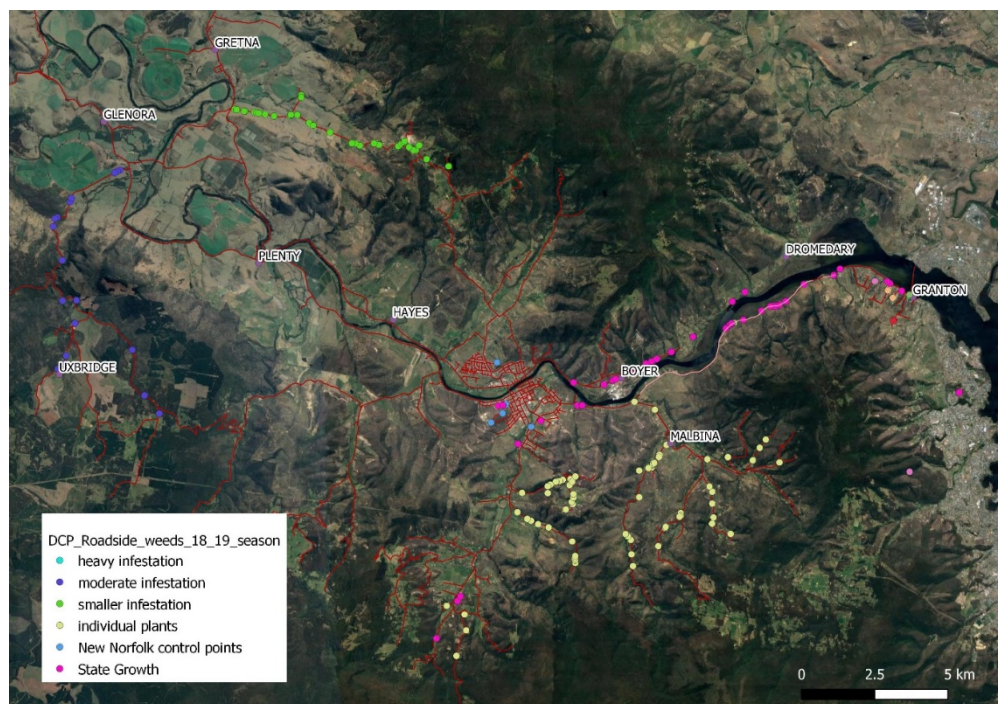 GRETNA
GLENORA
DROMEDARY
PLENTY
GRANTON
HAYES
UXBRIDGE
BOYER
MALBINA
DCP_Roadside_weeds_18_19_season
heavy infestation
moderate infestation
smaller infestation
individual plants
New Norfolk control points
State Growth
0 2.5 5 km